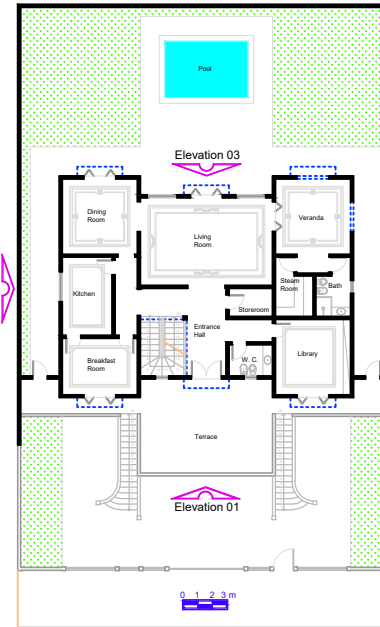 Pool
Elevation 03
Dining
Room
Living
Room
Veranda
Kitchen
Steam
Room
Bath
Storeroom
Entrance
Hall
Breakfast
Room
W. C.
Library
Terrace
Elevation 01
0 1 2 3 m